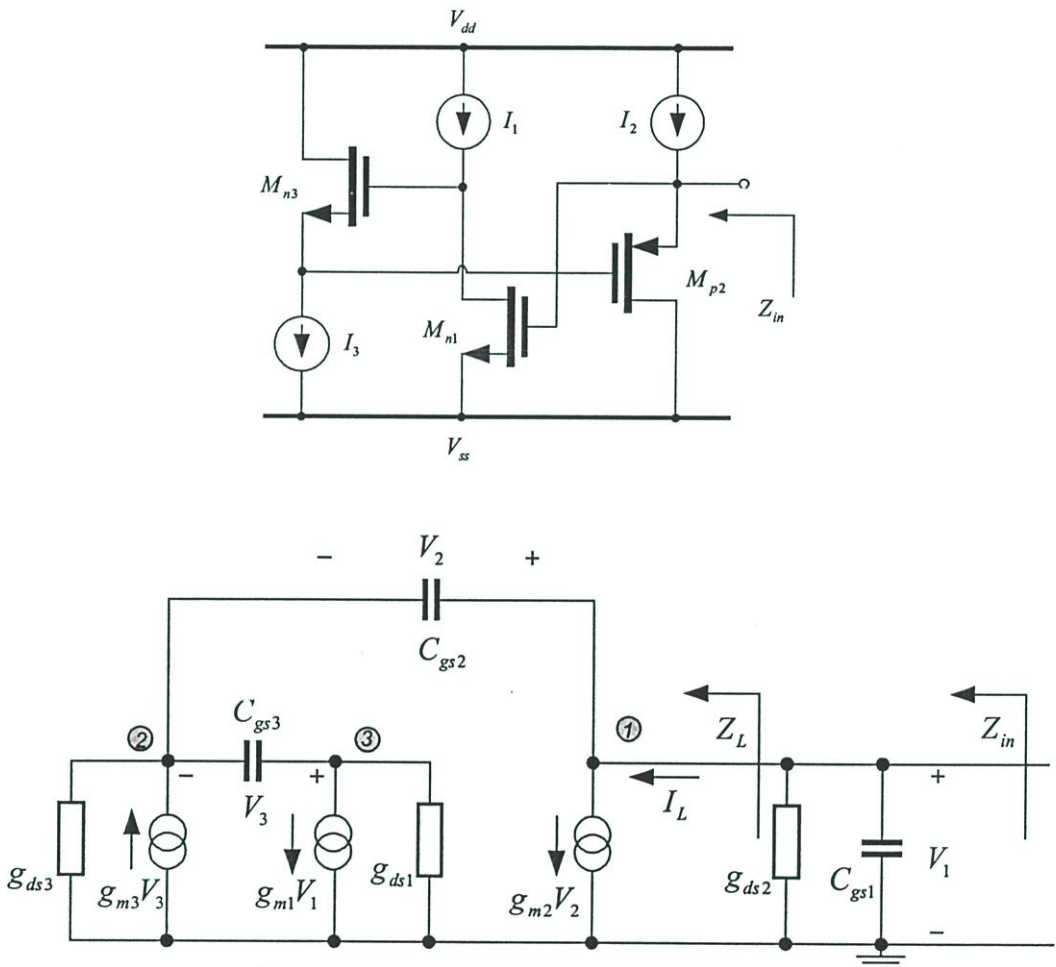 V_dd
I_1
I_2
M_n3
M_p2
Z_in
M_n1
I_3
V_ss
− V_2 +
C_gs2
C_gs3
② ③ ①
− + Z_L Z_in
V_3 I_L +
g_ds3 g_m3V_3 g_m1V_1 g_ds1 g_m2V_2 g_ds2 C_gs1 V_1
−